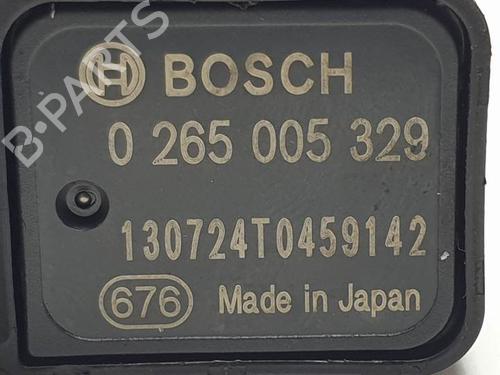 BOSCH
0 265 005 329
130724T0459142
676 Made in Japan
B-PARTS